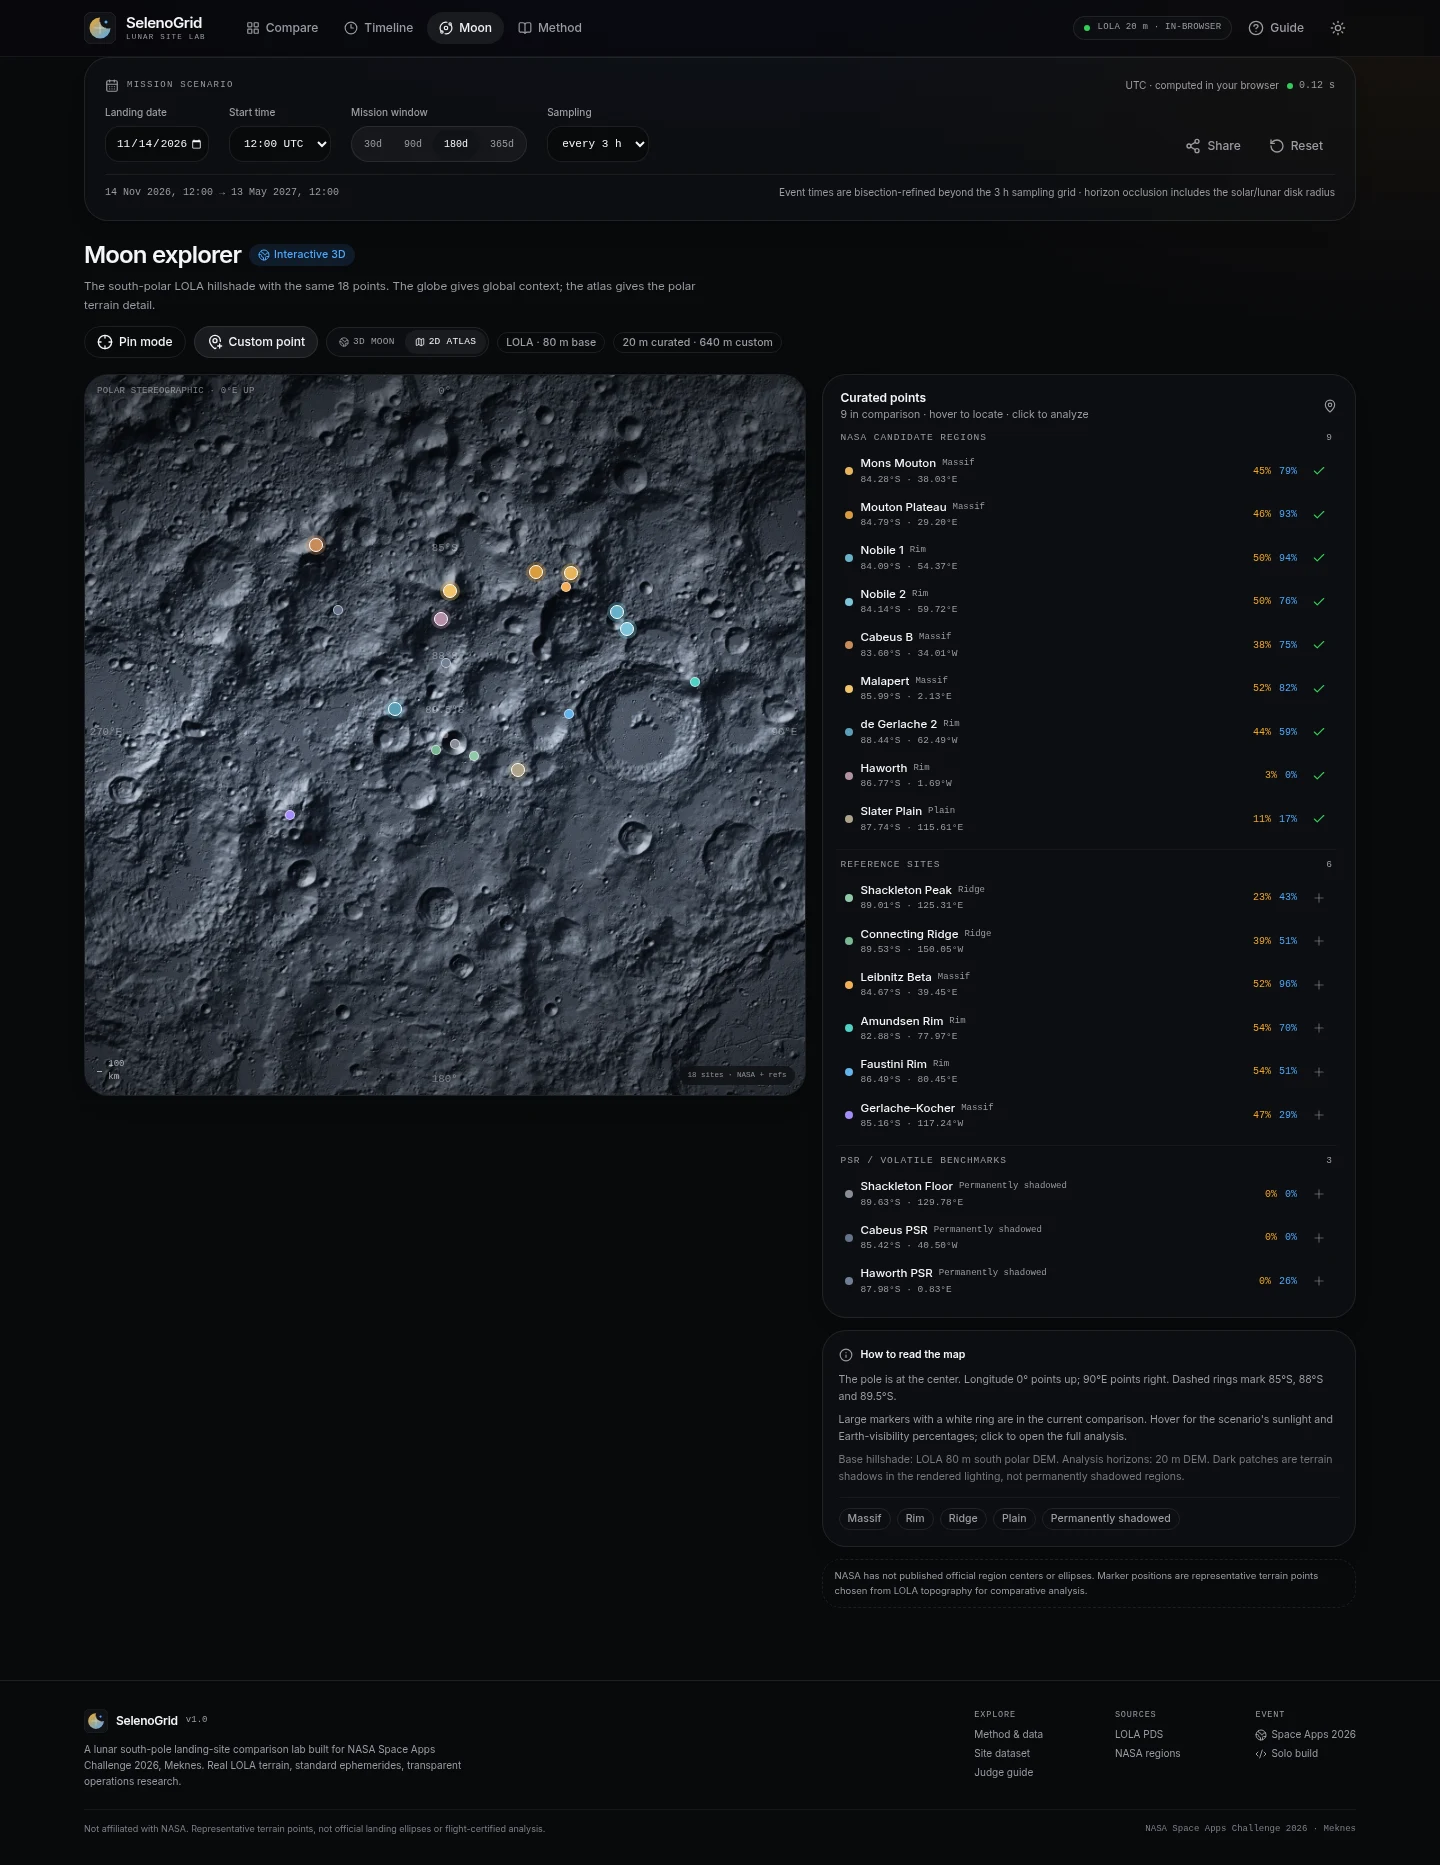 SelenoGrid
LUNAR SITE LAB
Compare
Timeline
Moon
Method
LOLA 20 m · IN-BROWSER
Guide
MISSION SCENARIO
UTC · computed in your browser
0.12 s
Landing date
Start time
Mission window
Sampling
11/14/2026
12:00 UTC
30d
90d
180d
365d
every 3 h
Share
Reset
14 Nov 2026, 12:00 → 13 May 2027, 12:00
Event times are bisection-refined beyond the 3 h sampling grid · horizon occlusion includes the solar/lunar disk radius
Moon explorer
Interactive 3D
The south-polar LOLA hillshade with the same 18 points. The globe gives global context; the atlas gives the polar
terrain detail.
Pin mode
Custom point
3D MOON
2D ATLAS
LOLA · 80 m base
20 m curated · 640 m custom
POLAR STEREOGRAPHIC · 0°E UP
0°
85°S
270°E
180°
100
km
18 sites · NASA + refs
Curated points
9 in comparison · hover to locate · click to analyze
NASA CANDIDATE REGIONS 9
Mons Mouton Massif
84.28°S · 38.03°E
45% 79%
Mouton Plateau Massif
84.79°S · 29.20°E
46% 93%
Nobile 1 Rim
84.09°S · 54.37°E
50% 94%
Nobile 2 Rim
84.14°S · 59.72°E
50% 76%
Cabeus B Massif
83.60°S · 34.01°W
38% 75%
Malapert Massif
85.99°S · 2.13°E
52% 82%
de Gerlache 2 Rim
88.44°S · 62.49°W
44% 59%
Haworth Rim
86.77°S · 1.69°W
3% 0%
Slater Plain Plain
87.74°S · 115.61°E
11% 17%
REFERENCE SITES 6
Shackleton Peak Ridge
89.01°S · 125.31°E
23% 43%
Connecting Ridge Ridge
89.53°S · 150.05°W
39% 51%
Leibnitz Beta Massif
84.67°S · 39.45°E
52% 96%
Amundsen Rim Rim
82.88°S · 77.97°E
54% 70%
Faustini Rim Rim
86.49°S · 80.45°E
54% 51%
Gerlache–Kocher Massif
85.16°S · 117.24°W
47% 29%
PSR / VOLATILE BENCHMARKS 3
Shackleton Floor Permanently shadowed
89.63°S · 129.78°E
0% 0%
Cabeus PSR Permanently shadowed
85.42°S · 40.50°W
0% 0%
Haworth PSR Permanently shadowed
87.98°S · 0.83°E
0% 26%
How to read the map
The pole is at the center. Longitude 0° points up; 90°E points right. Dashed rings mark 85°S, 88°S
and 89.5°S.
Large markers with a white ring are in the current comparison. Hover for the scenario's sunlight and
Earth-visibility percentages; click to open the full analysis.
Base hillshade: LOLA 80 m south polar DEM. Analysis horizons: 20 m DEM. Dark patches are terrain
shadows in the rendered lighting, not permanently shadowed regions.
Massif
Rim
Ridge
Plain
Permanently shadowed
NASA has not published official region centers or ellipses. Marker positions are representative terrain points
chosen from LOLA topography for comparative analysis.
SelenoGrid v1.0
A lunar south-pole landing-site comparison lab built for NASA Space Apps
Challenge 2026, Meknes. Real LOLA terrain, standard ephemerides, transparent
operations research.
EXPLORE
Method & data
Site dataset
Judge guide
SOURCES
LOLA PDS
NASA regions
EVENT
Space Apps 2026
Solo build
Not affiliated with NASA. Representative terrain points, not official landing ellipses or flight-certified analysis.
NASA Space Apps Challenge 2026 · Meknes